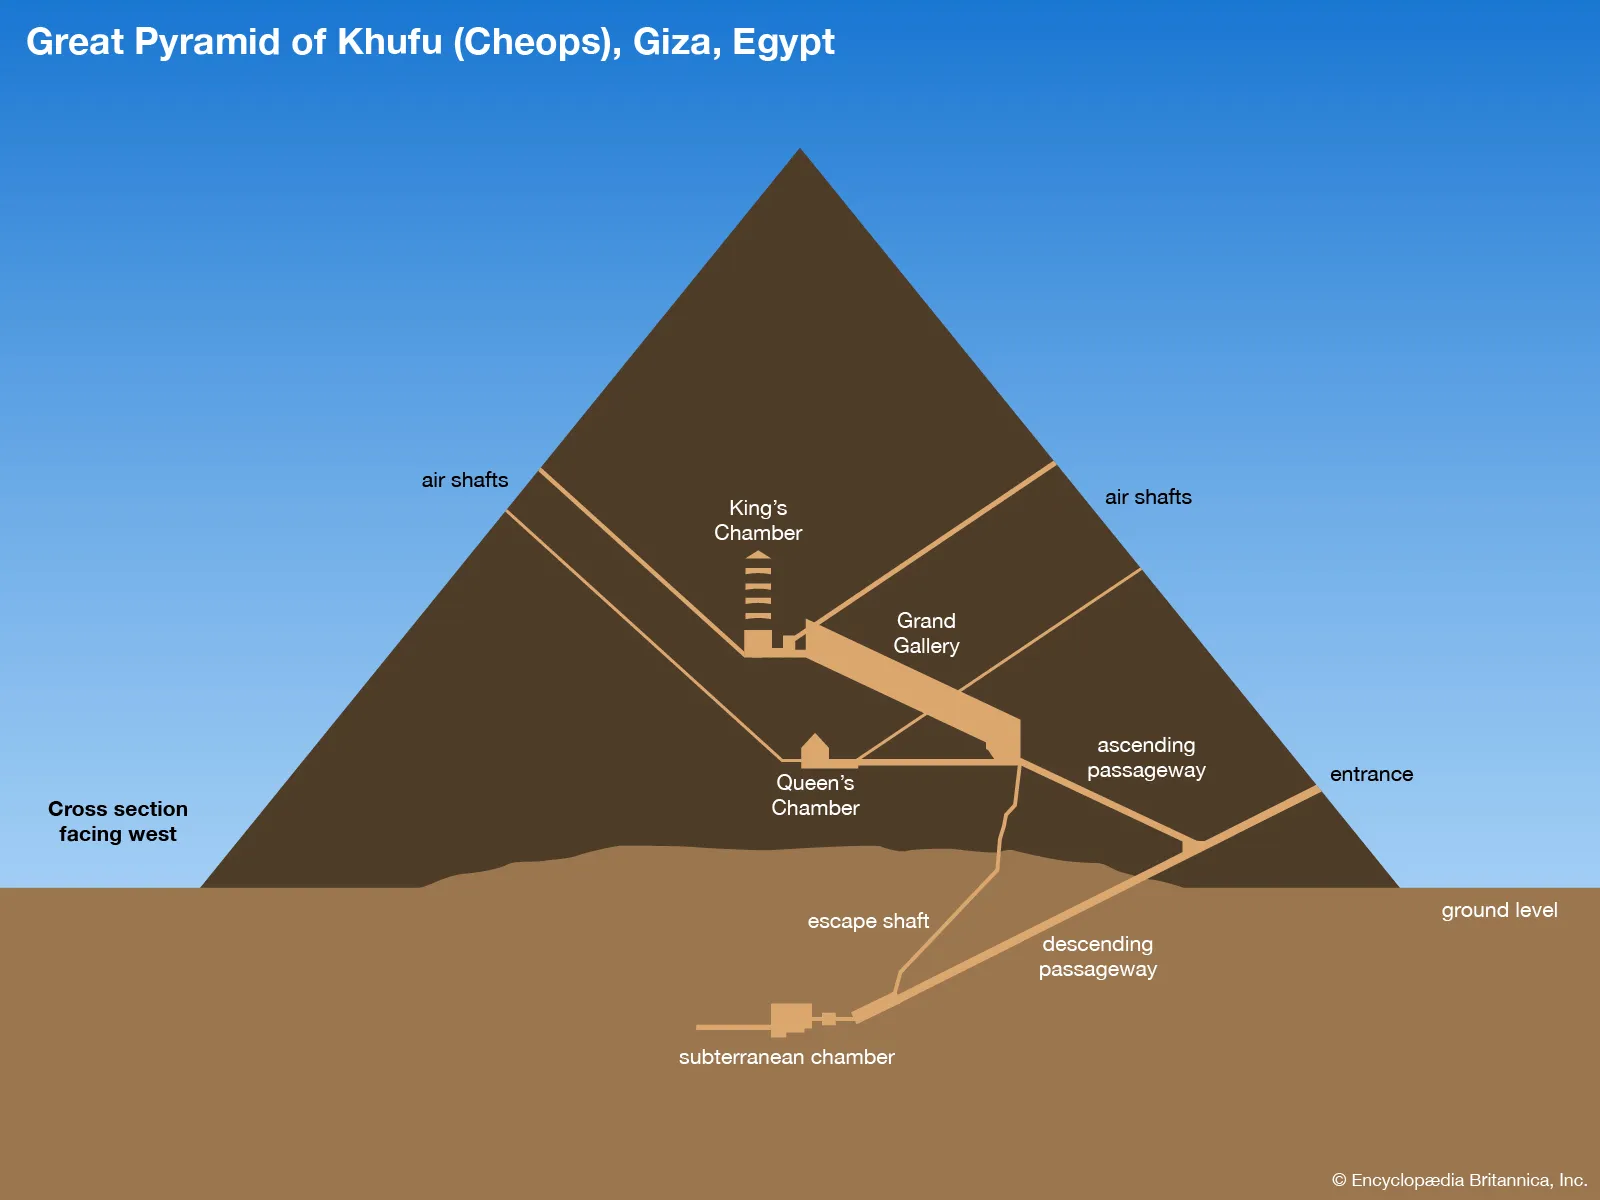 Great Pyramid of Khufu (Cheops), Giza, Egypt
air shafts
King’s
Chamber
air shafts
Grand
Gallery
ascending
passageway
entrance
Queen’s
Chamber
Cross section
facing west
escape shaft
ground level
descending
passageway
subterranean chamber
© Encyclopædia Britannica, Inc.